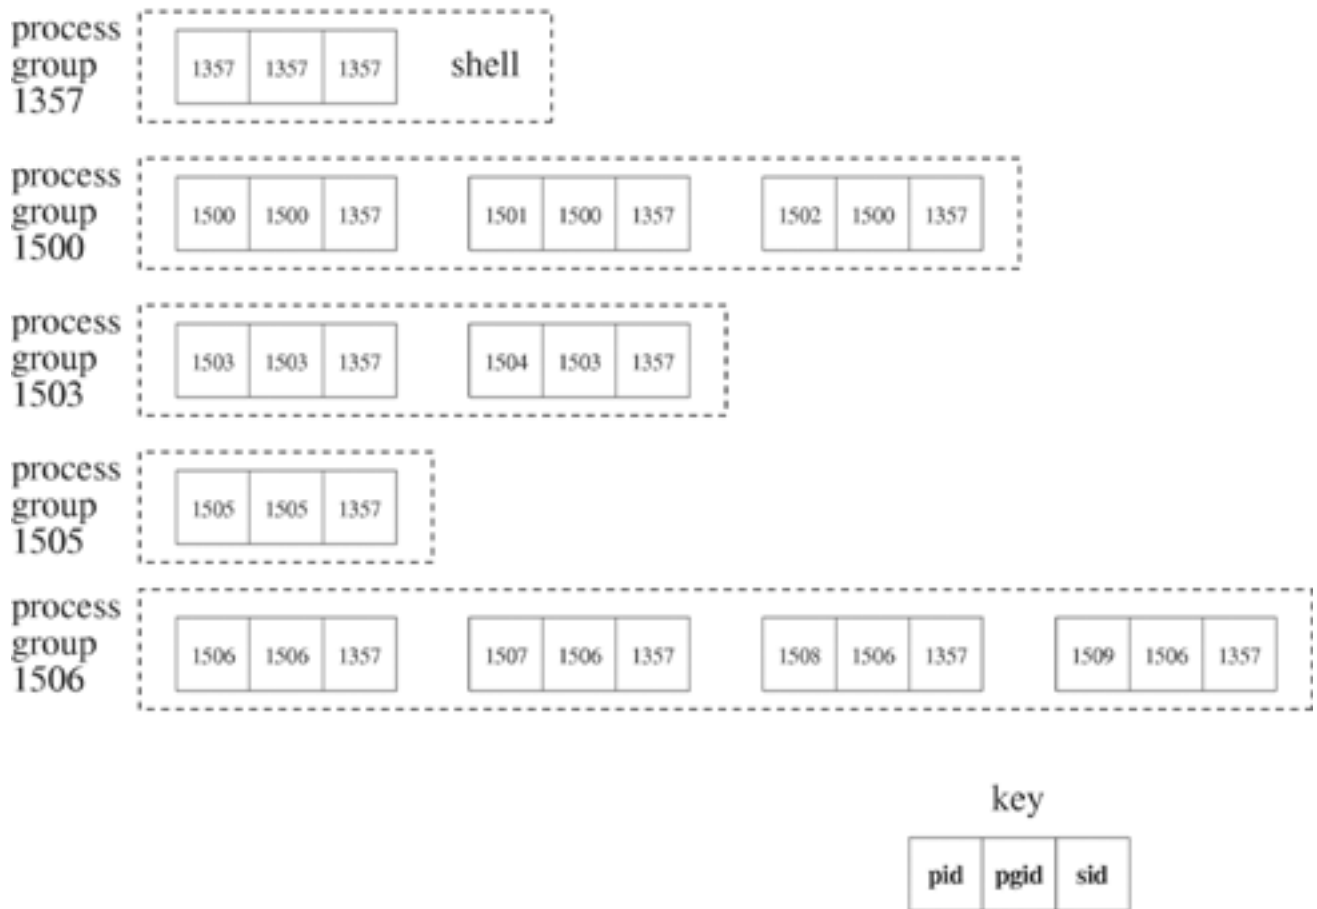 process
group
1357
1357 1357 1357 shell
process
group
1500
1500 1500 1357 1501 1500 1357 1502 1500 1357
process
group
1503
1503 1503 1357 1504 1503 1357
process
group
1505
1505 1505 1357
process
group
1506
1506 1506 1357 1507 1506 1357 1508 1506 1357 1509 1506 1357
key
pid pgid sid